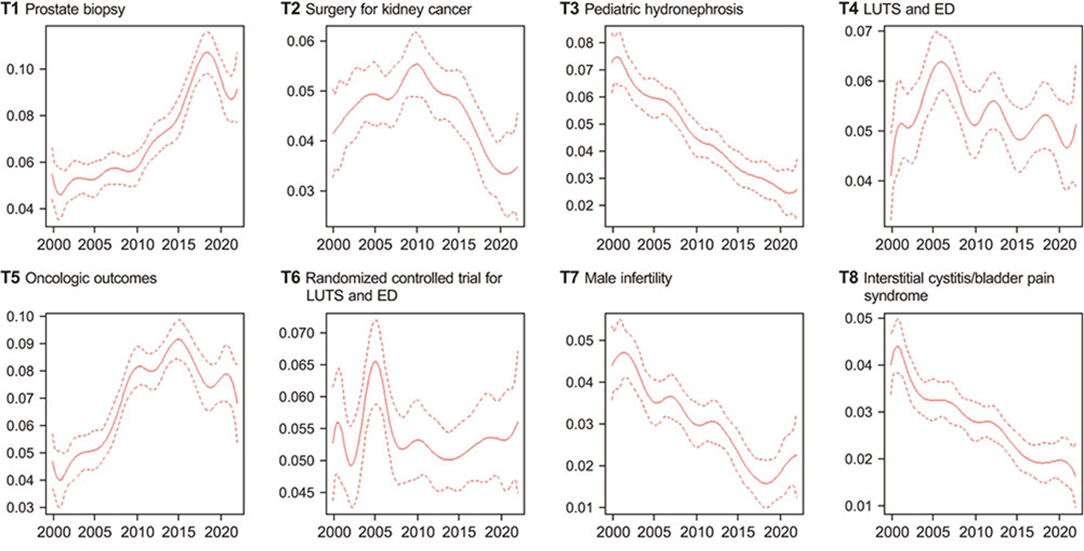 T1 Prostate biopsy
0.10
0.08
0.06
0.04
2000 2005 2010 2015 2020
T2 Surgery for kidney cancer
0.06
0.05
0.04
0.03
2000 2005 2010 2015 2020
T3 Pediatric hydronephrosis
0.08
0.07
0.06
0.05
0.04
0.03
0.02
2000 2005 2010 2015 2020
T4 LUTS and ED
0.07
0.06
0.05
0.04
2000 2005 2010 2015 2020
T5 Oncologic outcomes
0.10
0.09
0.08
0.07
0.06
0.05
0.04
0.03
2000 2005 2010 2015 2020
T6 Randomized controlled trial for
LUTS and ED
0.070
0.065
0.060
0.055
0.050
0.045
2000 2005 2010 2015 2020
T7 Male infertility
0.05
0.04
0.03
0.02
0.01
2000 2005 2010 2015 2020
T8 Interstitial cystitis/bladder pain
syndrome
0.05
0.04
0.03
0.02
0.01
2000 2005 2010 2015 2020